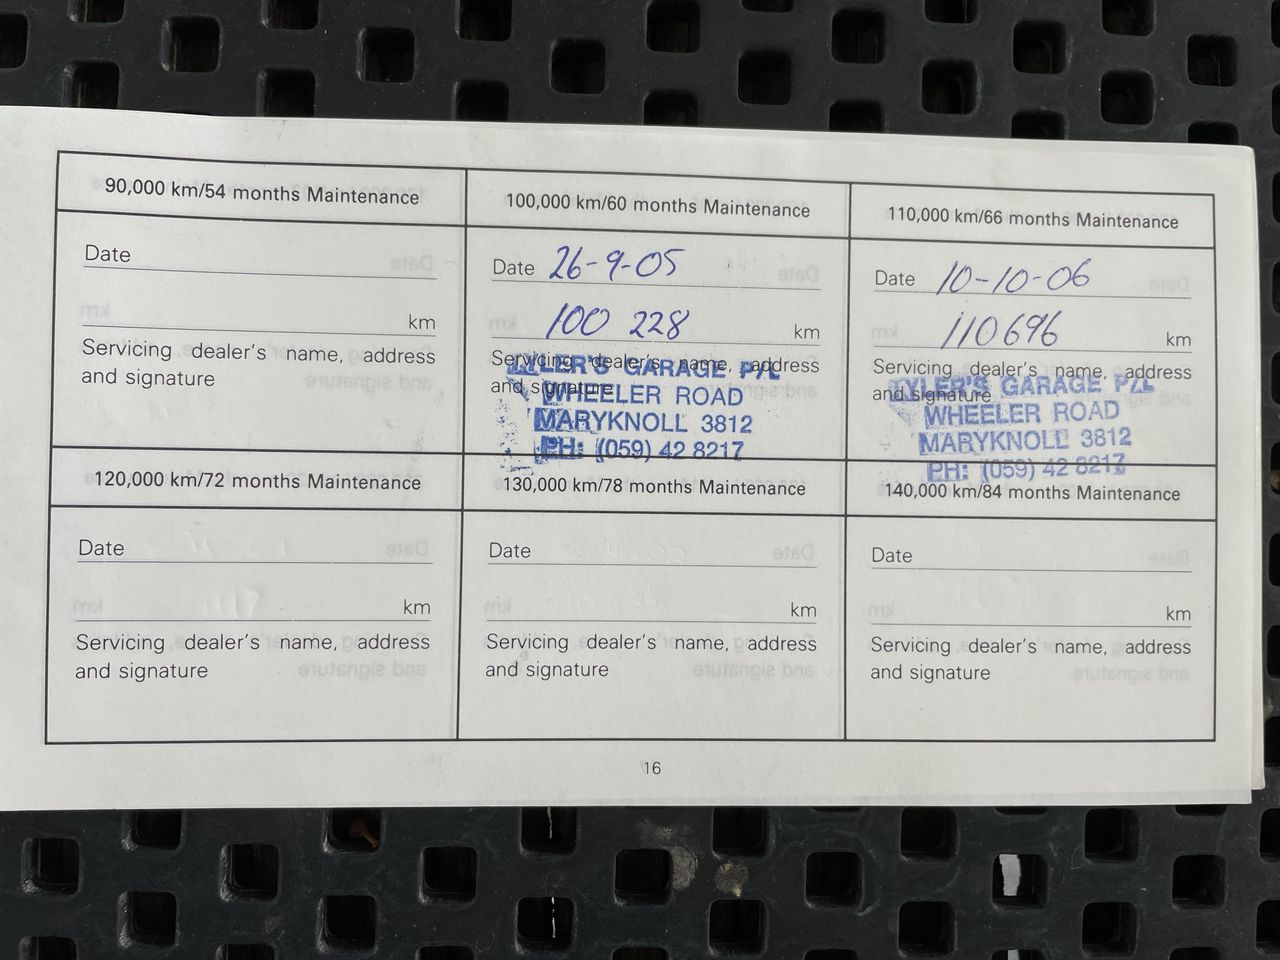 90,000 km/54 months Maintenance
Date
km
Servicing dealer's name, address
and signature
100,000 km/60 months Maintenance
Date 26-9-05
100 228 km
Servicing dealer's name, address
and signature
TYLER'S GARAGE P/L
WHEELER ROAD
MARYKNOLL 3812
PH: (059) 42 8217
110,000 km/66 months Maintenance
Date 10-10-06
110696 km
Servicing dealer's name, address
and signature
TYLER'S GARAGE P/L
WHEELER ROAD
MARYKNOLL 3812
PH: (059) 42 8217
120,000 km/72 months Maintenance
Date
km
Servicing dealer's name, address
and signature
130,000 km/78 months Maintenance
Date
km
Servicing dealer's name, address
and signature
140,000 km/84 months Maintenance
Date
km
Servicing dealer's name, address
and signature
16